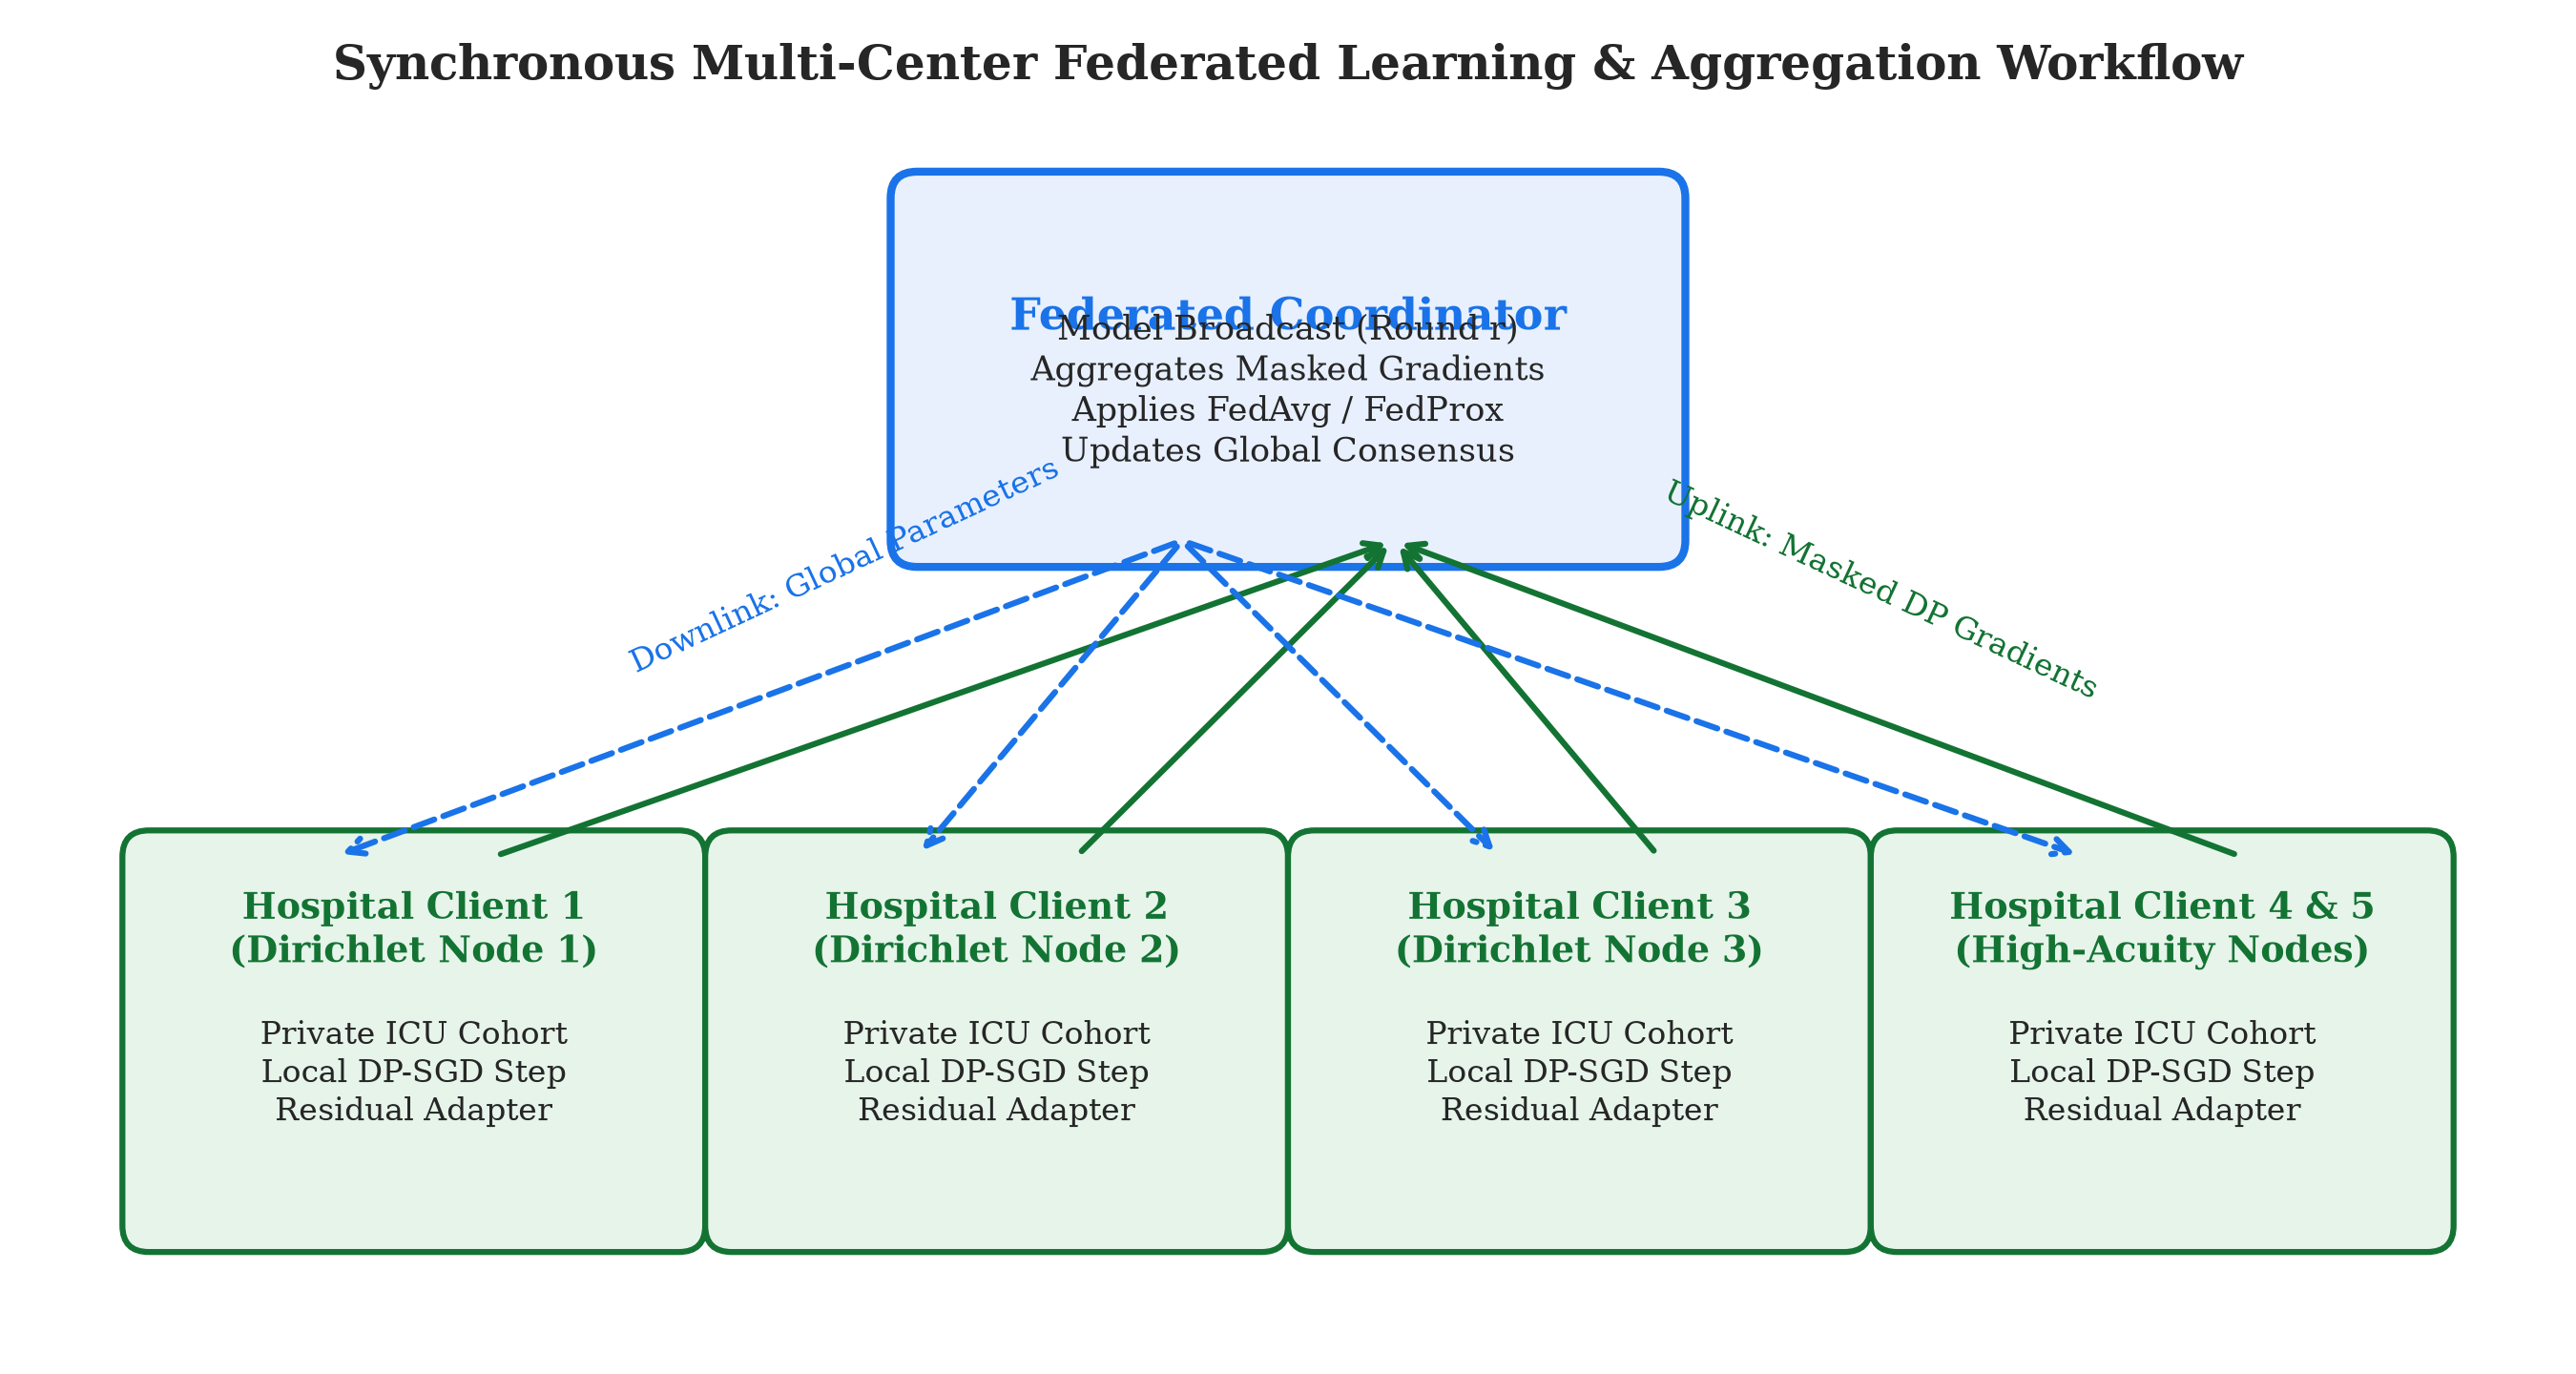 Synchronous Multi-Center Federated Learning & Aggregation Workflow
Federated Coordinator
Model Broadcast (Round r)
Aggregates Masked Gradients
Applies FedAvg / FedProx
Updates Global Consensus
Downlink: Global Parameters
Uplink: Masked DP Gradients
Hospital Client 1
(Dirichlet Node 1)
Private ICU Cohort
Local DP-SGD Step
Residual Adapter
Hospital Client 2
(Dirichlet Node 2)
Private ICU Cohort
Local DP-SGD Step
Residual Adapter
Hospital Client 3
(Dirichlet Node 3)
Private ICU Cohort
Local DP-SGD Step
Residual Adapter
Hospital Client 4 & 5
(High-Acuity Nodes)
Private ICU Cohort
Local DP-SGD Step
Residual Adapter